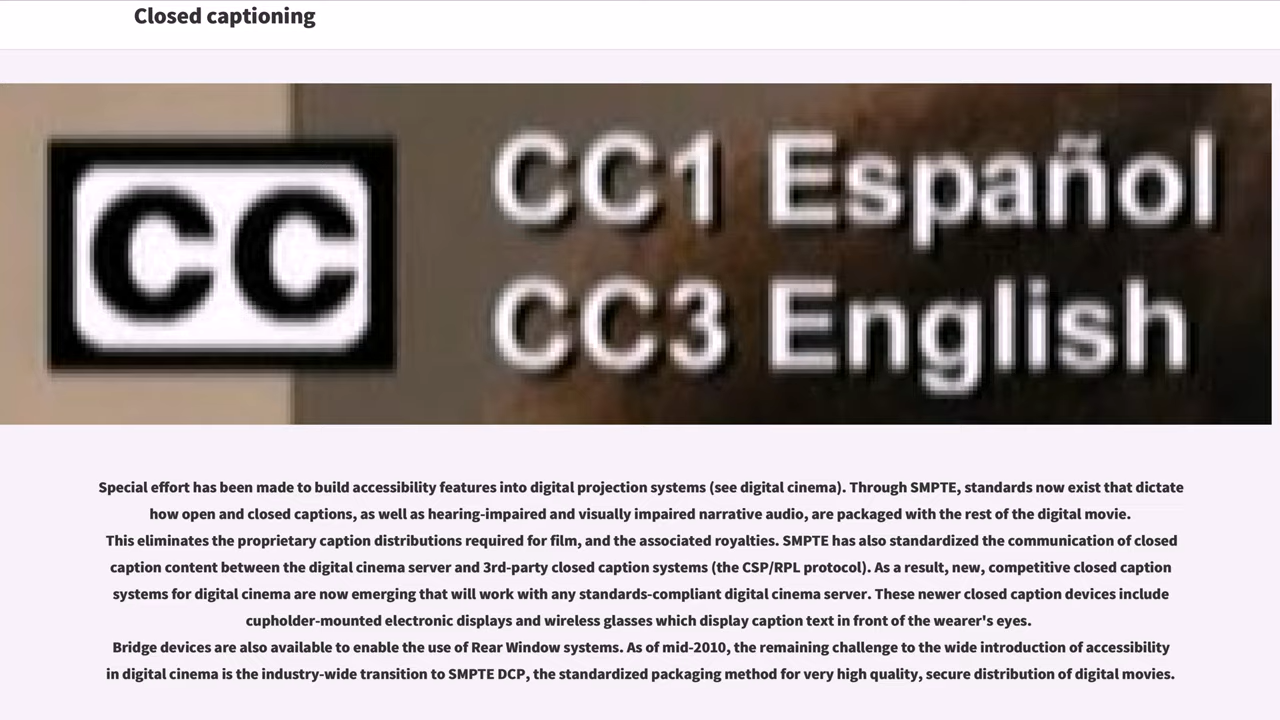 Closed captioning
CC
CC1 Español
CC3 English
Special effort has been made to build accessibility features into digital projection systems (see digital cinema). Through SMPTE, standards now exist that dictate
how open and closed captions, as well as hearing-impaired and visually impaired narrative audio, are packaged with the rest of the digital movie.
This eliminates the proprietary caption distributions required for film, and the associated royalties. SMPTE has also standardized the communication of closed
caption content between the digital cinema server and 3rd-party closed caption systems (the CSP/RPL protocol). As a result, new, competitive closed caption
systems for digital cinema are now emerging that will work with any standards-compliant digital cinema server. These newer closed caption devices include
cupholder-mounted electronic displays and wireless glasses which display caption text in front of the wearer's eyes.
Bridge devices are also available to enable the use of Rear Window systems. As of mid-2010, the remaining challenge to the wide introduction of accessibility
in digital cinema is the industry-wide transition to SMPTE DCP, the standardized packaging method for very high quality, secure distribution of digital movies.